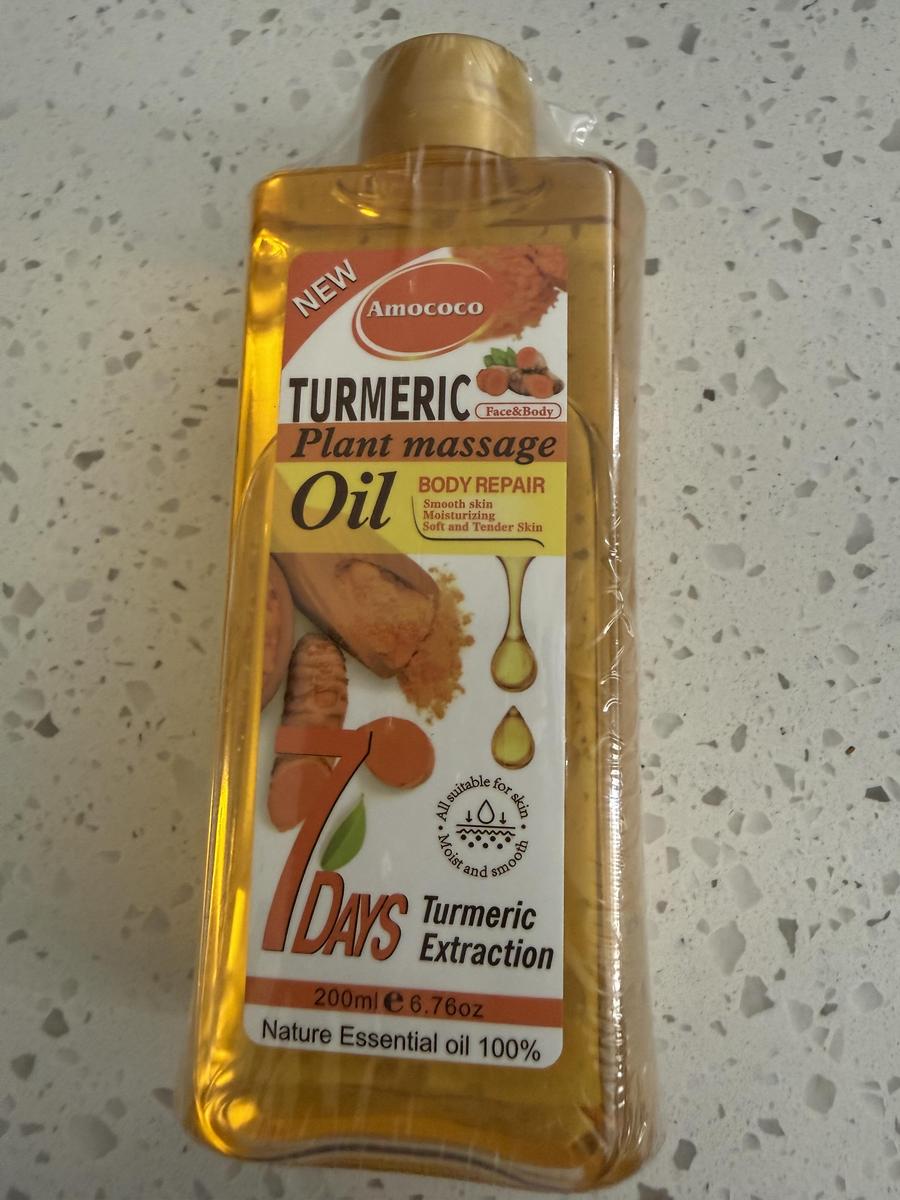 NEW
Amococo
TURMERIC
Face&Body
Plant massage
Oil
BODY REPAIR
Smooth skin
Moisturizing
Soft and Tender Skin
7
DAYS
All suitable for skin
Moist and smooth
Turmeric
Extraction
200ml e 6.76oz
Nature Essential oil 100%